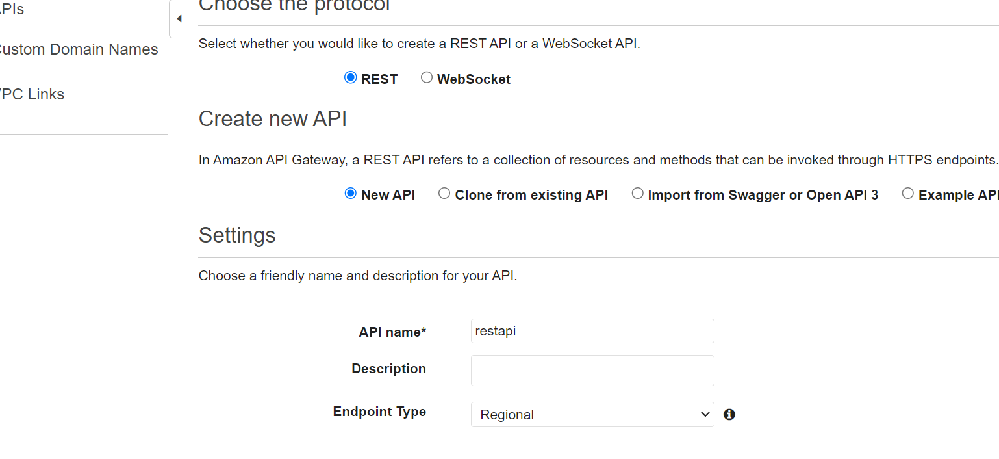 PIs
Choose the protocol
Custom Domain Names
Select whether you would like to create a REST API or a WebSocket API.
REST WebSocket
VPC Links
Create new API
In Amazon API Gateway, a REST API refers to a collection of resources and methods that can be invoked through HTTPS endpoints.
New API Clone from existing API Import from Swagger or Open API 3 Example API
Settings
Choose a friendly name and description for your API.
API name* restapi
Description
Endpoint Type Regional